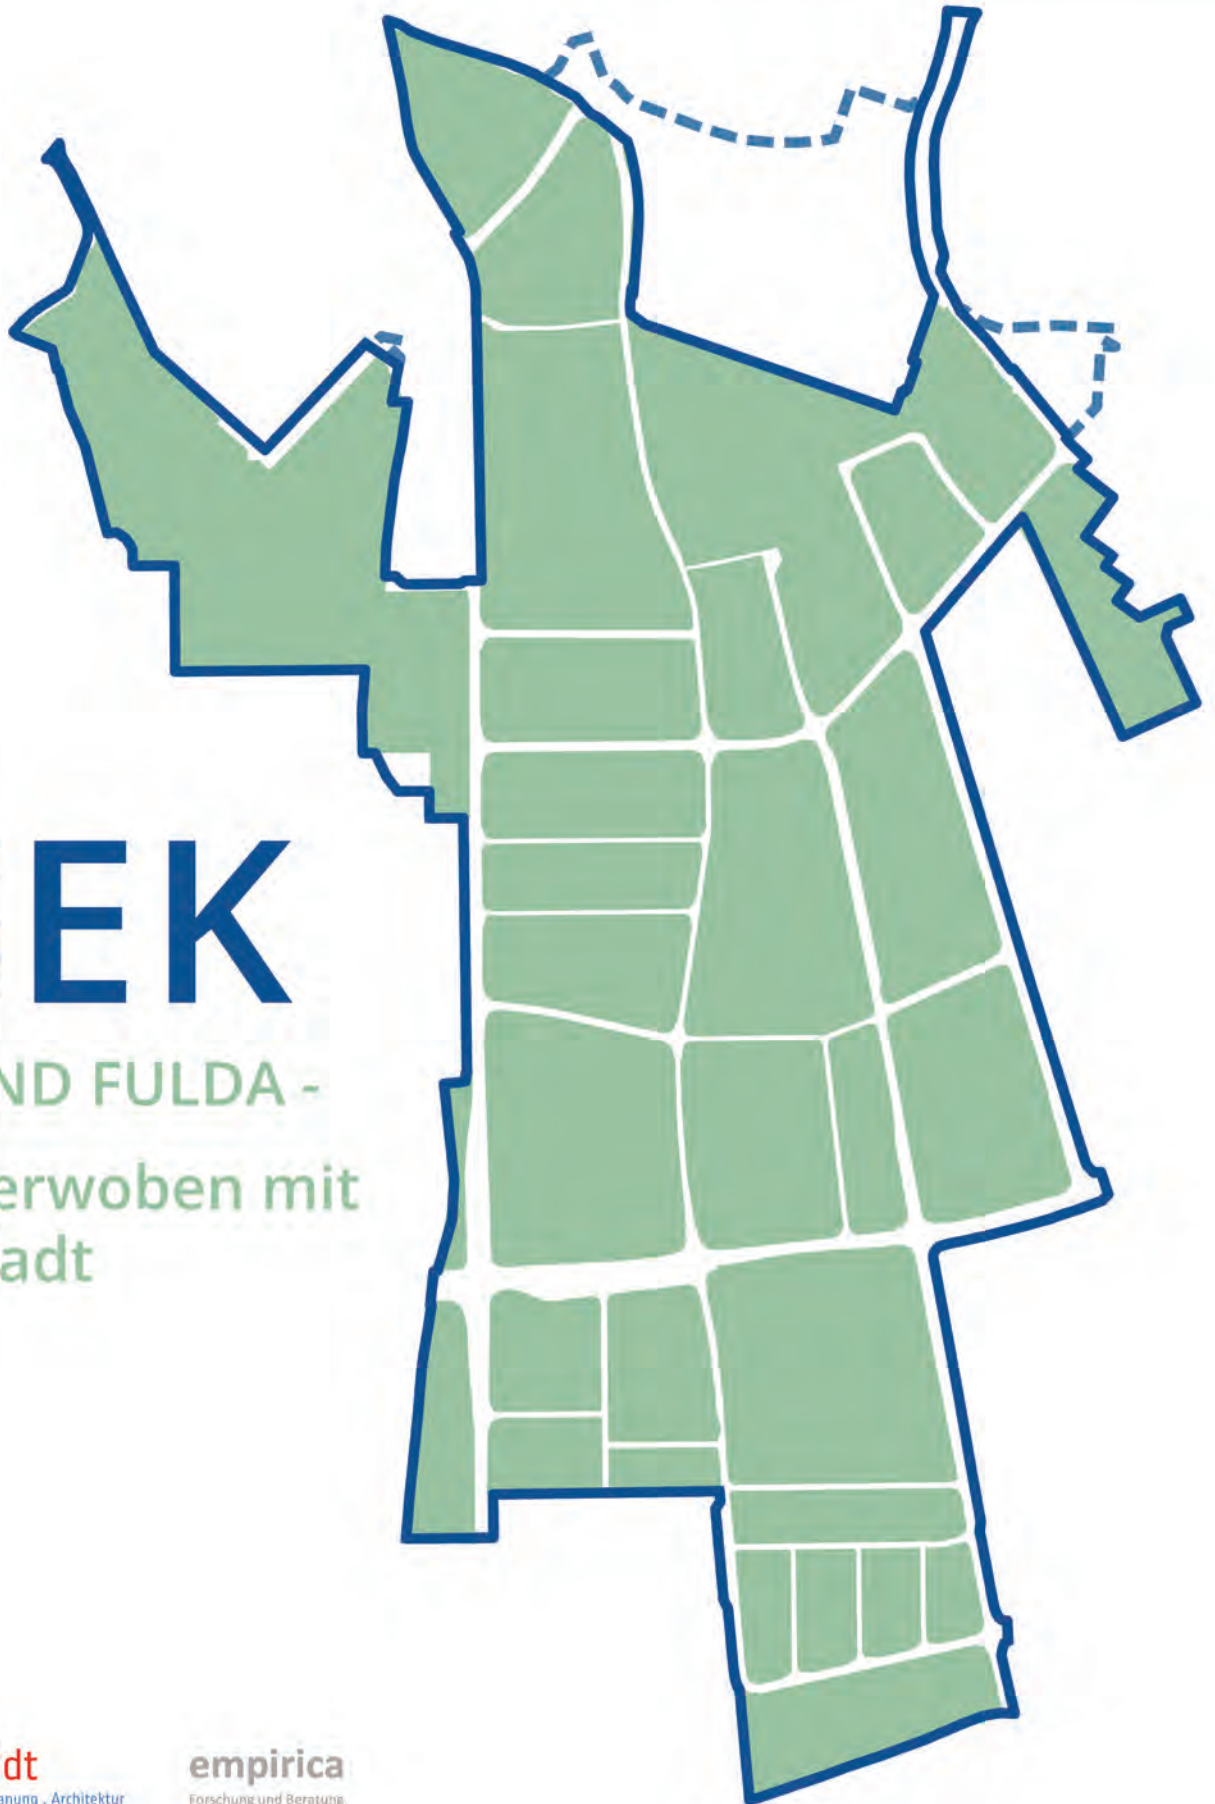 EK
ND FULDA -
erwoben mit
adt
dt
anung . Architektur
empirica
Forschung und Beratung